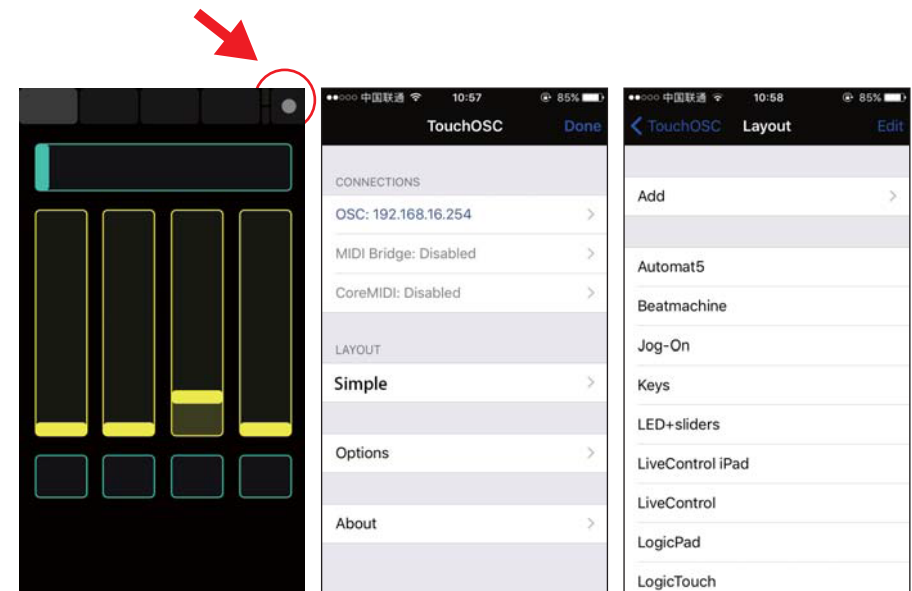 中国联通 10:57 85%
TouchOSC Done
CONNECTIONS
OSC: 192.168.16.254
MIDI Bridge: Disabled
CoreMIDI: Disabled
LAYOUT
Simple
Options
About
中国联通 10:58 85%
TouchOSC Layout Edit
Add
Automat5
Beatmachine
Jog-On
Keys
LED+sliders
LiveControl iPad
LiveControl
LogicPad
LogicTouch